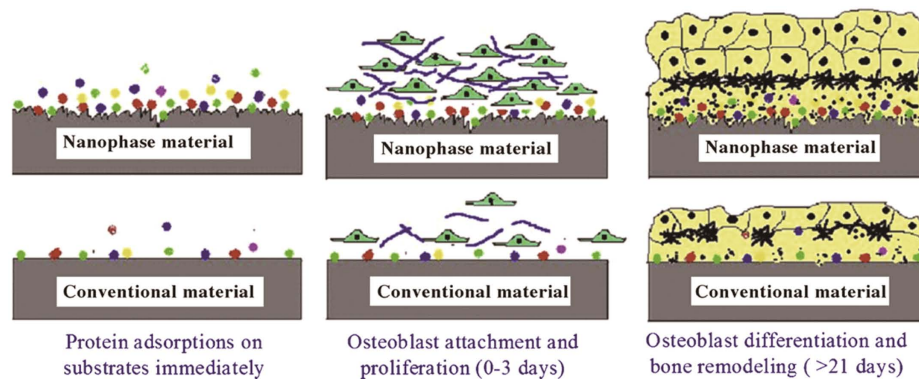 Nanophase material
Nanophase material
Nanophase material
Conventional material
Conventional material
Conventional material
Protein adsorptions on
substrates immediately
Osteoblast attachment and
proliferation (0-3 days)
Osteoblast differentiation and
bone remodeling ( >21 days)